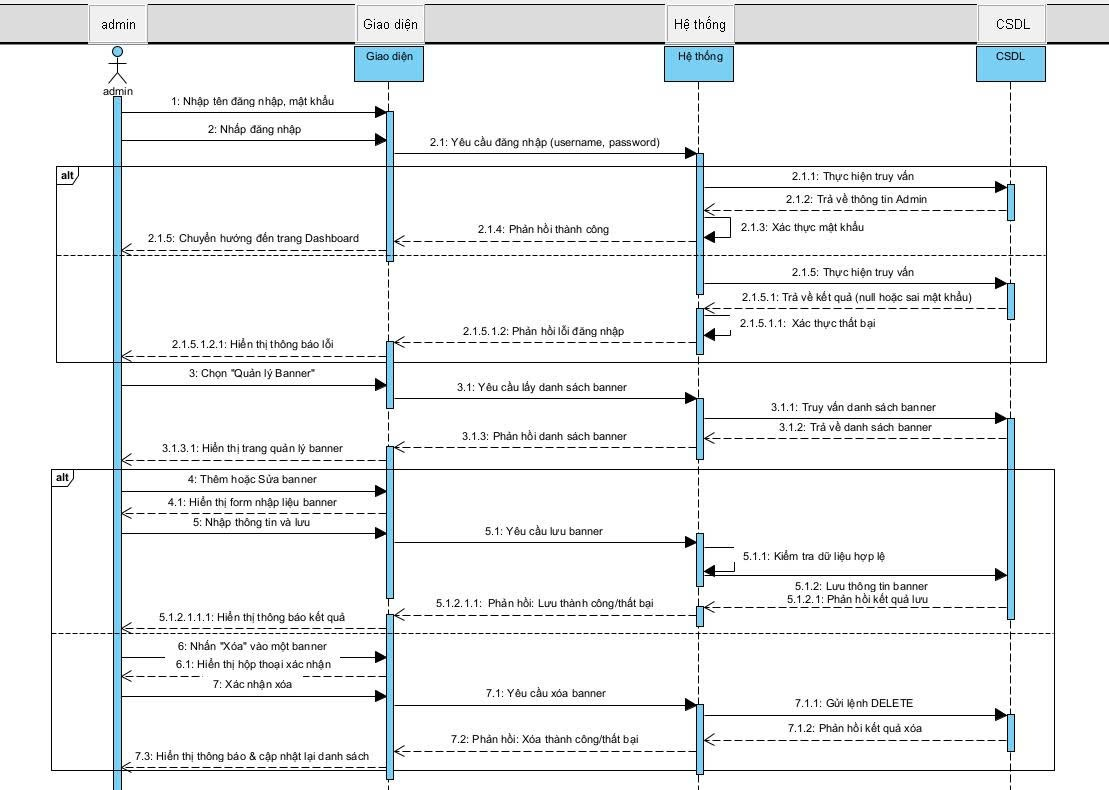 admin
Giao diện
Hệ thống
CSDL
Giao diện
Hệ thống
CSDL
admin
1: Nhập tên đăng nhập, mật khẩu
2: Nhấp đăng nhập
2.1: Yêu cầu đăng nhập (username, password)
alt
2.1.1: Thực hiện truy vấn
2.1.2: Trả về thông tin Admin
2.1.3: Xác thực mật khẩu
2.1.4: Phản hồi thành công
2.1.5: Chuyển hướng đến trang Dashboard
2.1.5: Thực hiện truy vấn
2.1.5.1: Trả về kết quả (null hoặc sai mật khẩu)
2.1.5.1.1: Xác thực thất bại
2.1.5.1.2: Phản hồi lỗi đăng nhập
2.1.5.1.2.1: Hiển thị thông báo lỗi
3: Chọn "Quản lý Banner"
3.1: Yêu cầu lấy danh sách banner
3.1.1: Truy vấn danh sách banner
3.1.2: Trả về danh sách banner
3.1.3: Phản hồi danh sách banner
3.1.3.1: Hiển thị trang quản lý banner
alt
4: Thêm hoặc Sửa banner
4.1: Hiển thị form nhập liệu banner
5: Nhập thông tin và lưu
5.1: Yêu cầu lưu banner
5.1.1: Kiểm tra dữ liệu hợp lệ
5.1.2: Lưu thông tin banner
5.1.2.1: Phản hồi kết quả lưu
5.1.2.1.1: Phản hồi: Lưu thành công/thất bại
5.1.2.1.1.1: Hiển thị thông báo kết quả
6: Nhấn "Xóa" vào một banner
6.1: Hiển thị hộp thoại xác nhận
7: Xác nhận xóa
7.1: Yêu cầu xóa banner
7.1.1: Gửi lệnh DELETE
7.1.2: Phản hồi kết quả xóa
7.2: Phản hồi: Xóa thành công/thất bại
7.3: Hiển thị thông báo & cập nhật lại danh sách